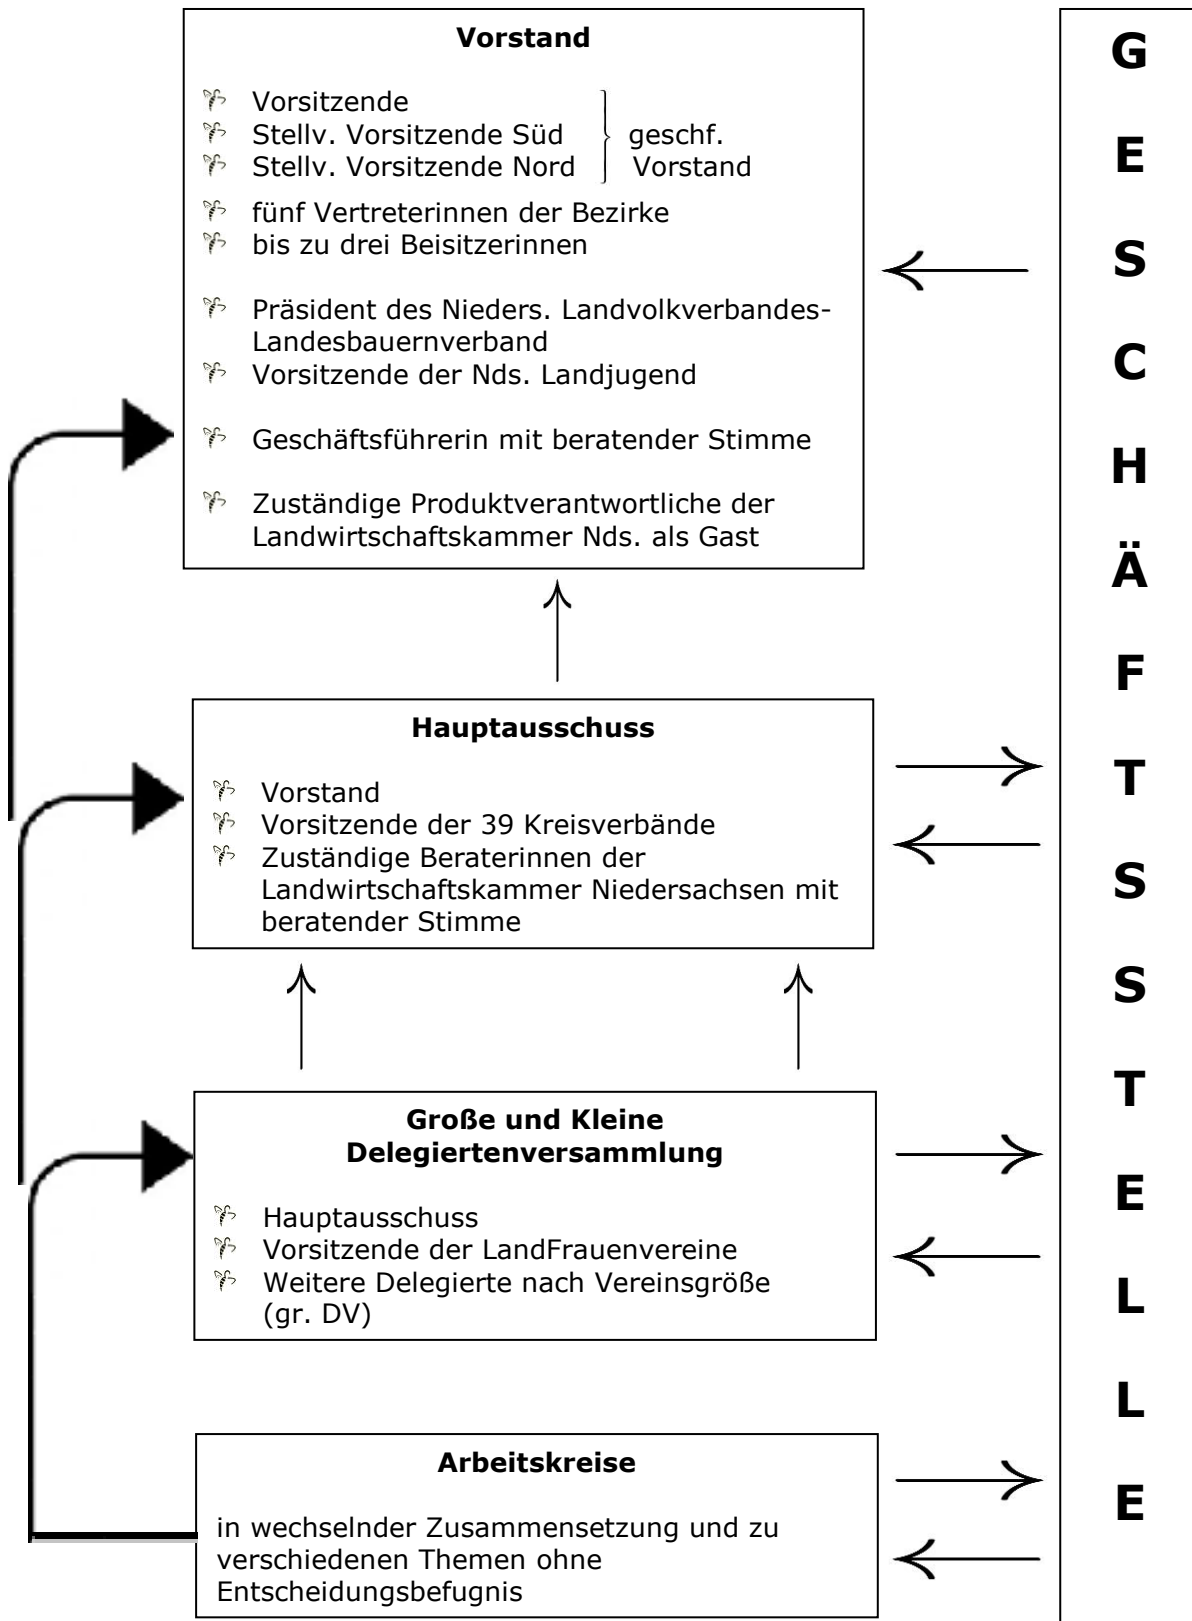 Vorstand
Vorsitzende
Stellv. Vorsitzende Süd
Stellv. Vorsitzende Nord
geschf.
Vorstand
fünf Vertreterinnen der Bezirke
bis zu drei Beisitzerinnen
Präsident des Nieders. Landvolkverbandes-
Landesbauernverband
Vorsitzende der Nds. Landjugend
Geschäftsführerin mit beratender Stimme
Zuständige Produktverantwortliche der
Landwirtschaftskammer Nds. als Gast
Hauptausschuss
Vorstand
Vorsitzende der 39 Kreisverbände
Zuständige Beraterinnen der
Landwirtschaftskammer Niedersachsen mit
beratender Stimme
Große und Kleine
Delegiertenversammlung
Hauptausschuss
Vorsitzende der LandFrauenvereine
Weitere Delegierte nach Vereinsgröße
(gr. DV)
Arbeitskreise
in wechselnder Zusammensetzung und zu
verschiedenen Themen ohne
Entscheidungsbefugnis
G
E
S
C
H
Ä
F
T
S
S
T
E
L
L
E